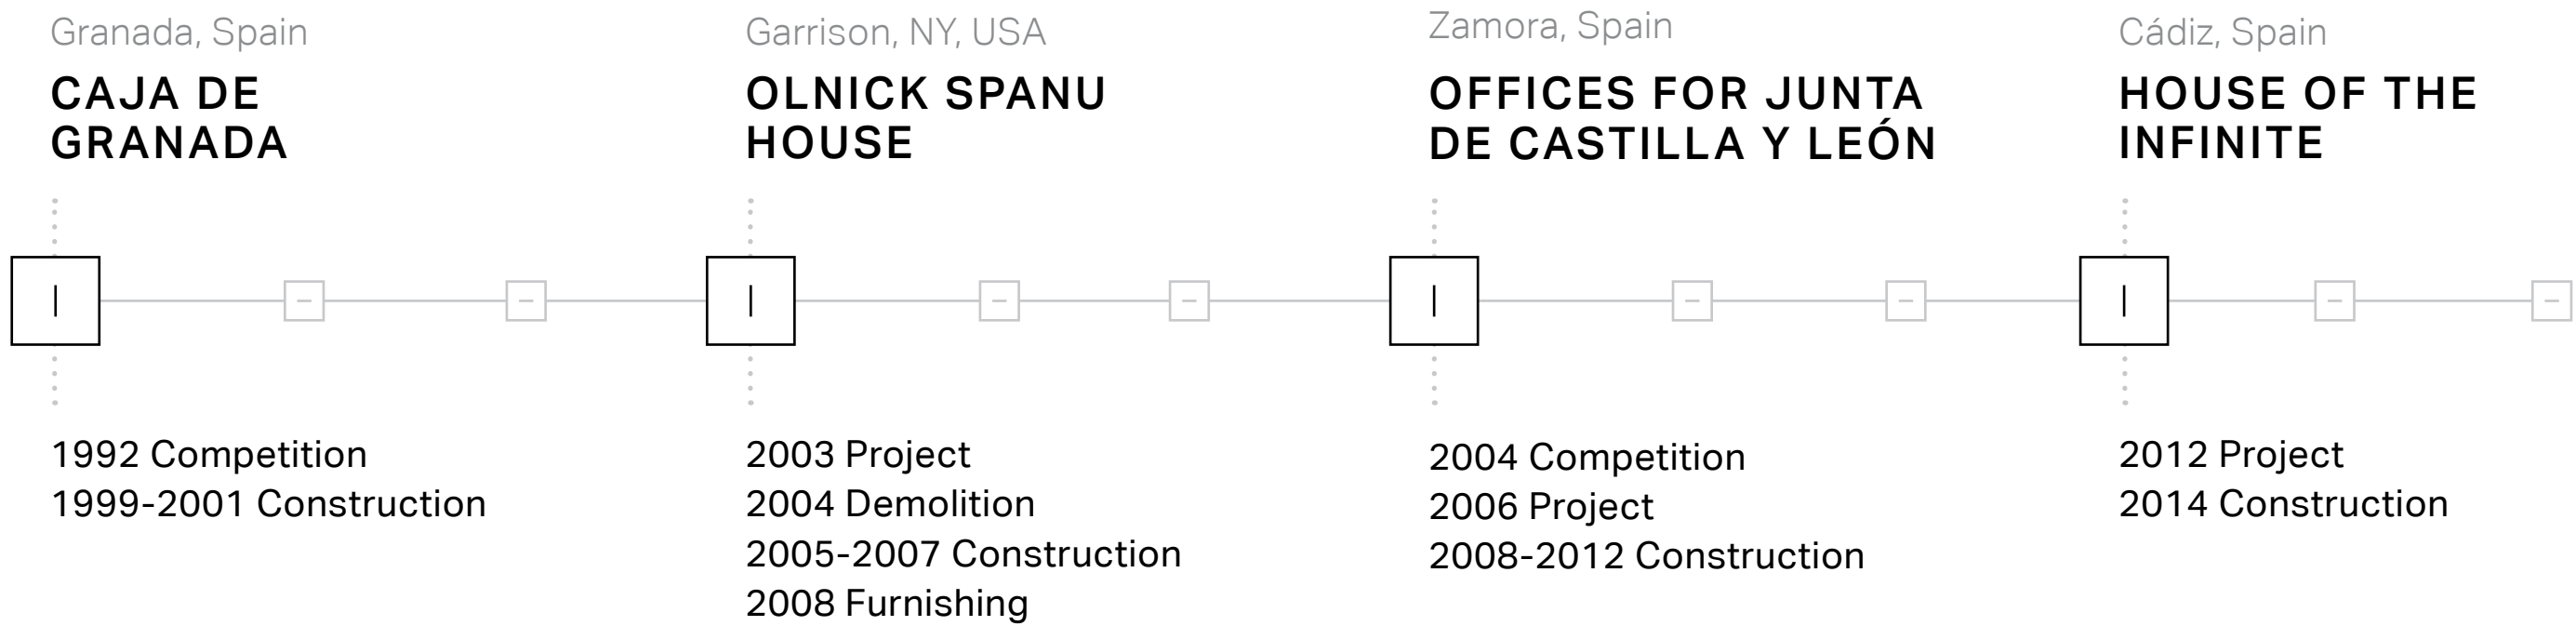 Granada, Spain
CAJA DE
GRANADA
1992 Competition
1999-2001 Construction
Garrison, NY, USA
OLNICK SPANU
HOUSE
2003 Project
2004 Demolition
2005-2007 Construction
2008 Furnishing
Zamora, Spain
OFFICES FOR JUNTA
DE CASTILLA Y LEÓN
2004 Competition
2006 Project
2008-2012 Construction
Cádiz, Spain
HOUSE OF THE
INFINITE
2012 Project
2014 Construction